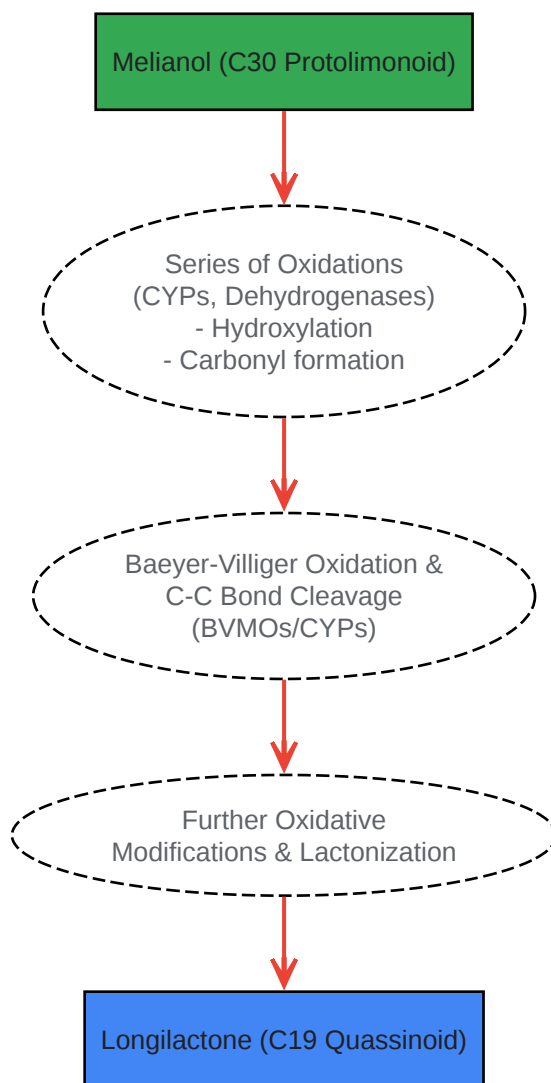 Melianol (C30 Protolimonoid)
Series of Oxidations
(CYPs, Dehydrogenases)
- Hydroxylation
- Carbonyl formation
Baeyer-Villiger Oxidation &
C-C Bond Cleavage
(BVMOs/CYPs)
Further Oxidative
Modifications & Lactonization
Longilactone (C19 Quassinoid)